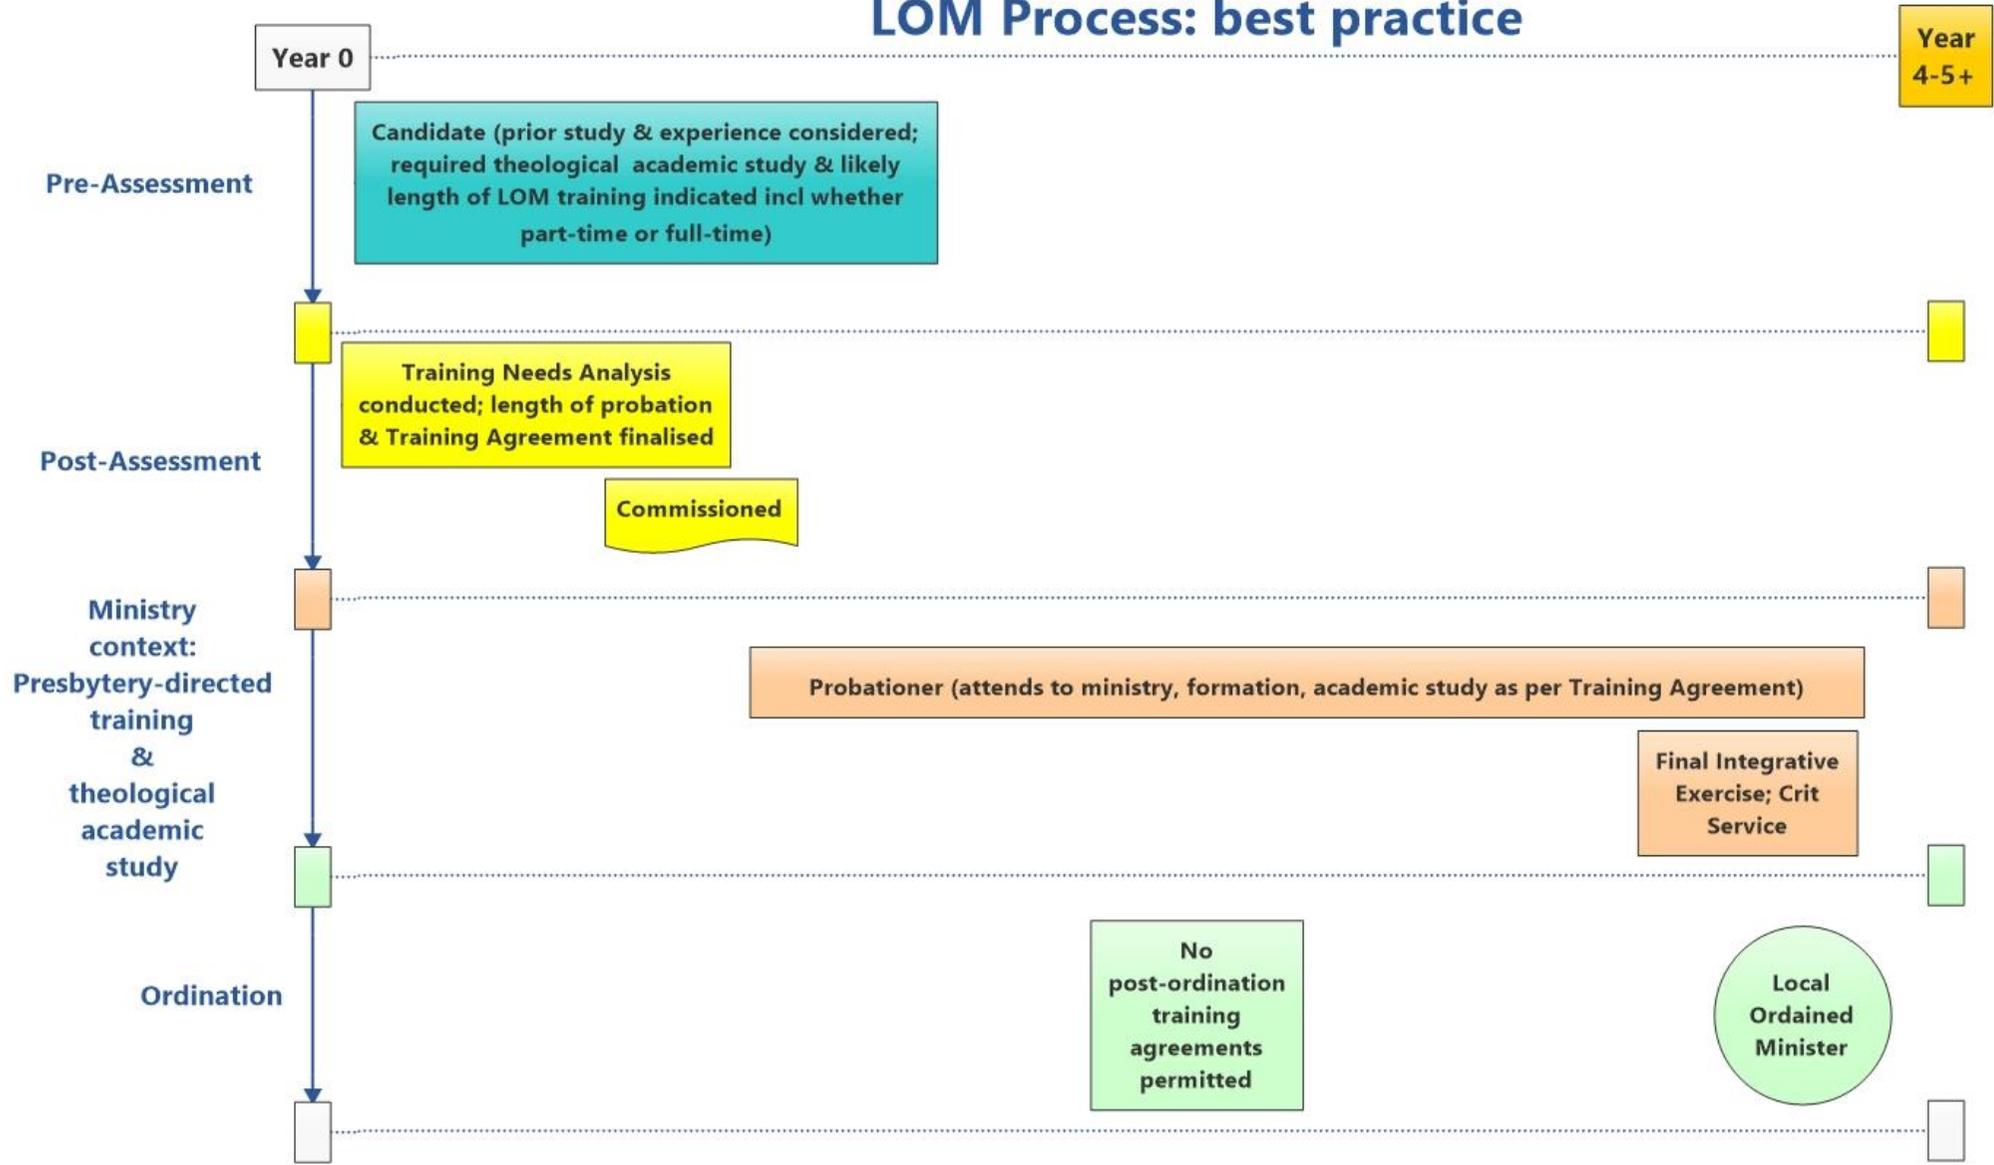 LOM Process: best practice
Year 0
Year
4-5+
Pre-Assessment
Candidate (prior study & experience considered;
required theological academic study & likely
length of LOM training indicated incl whether
part-time or full-time)
Training Needs Analysis
conducted; length of probation
& Training Agreement finalised
Post-Assessment
Commissioned
Ministry
context:
Presbytery-directed
training
&
theological
academic
study
Probationer (attends to ministry, formation, academic study as per Training Agreement)
Final Integrative
Exercise; Crit
Service
Ordination
No
post-ordination
training
agreements
permitted
Local
Ordained
Minister